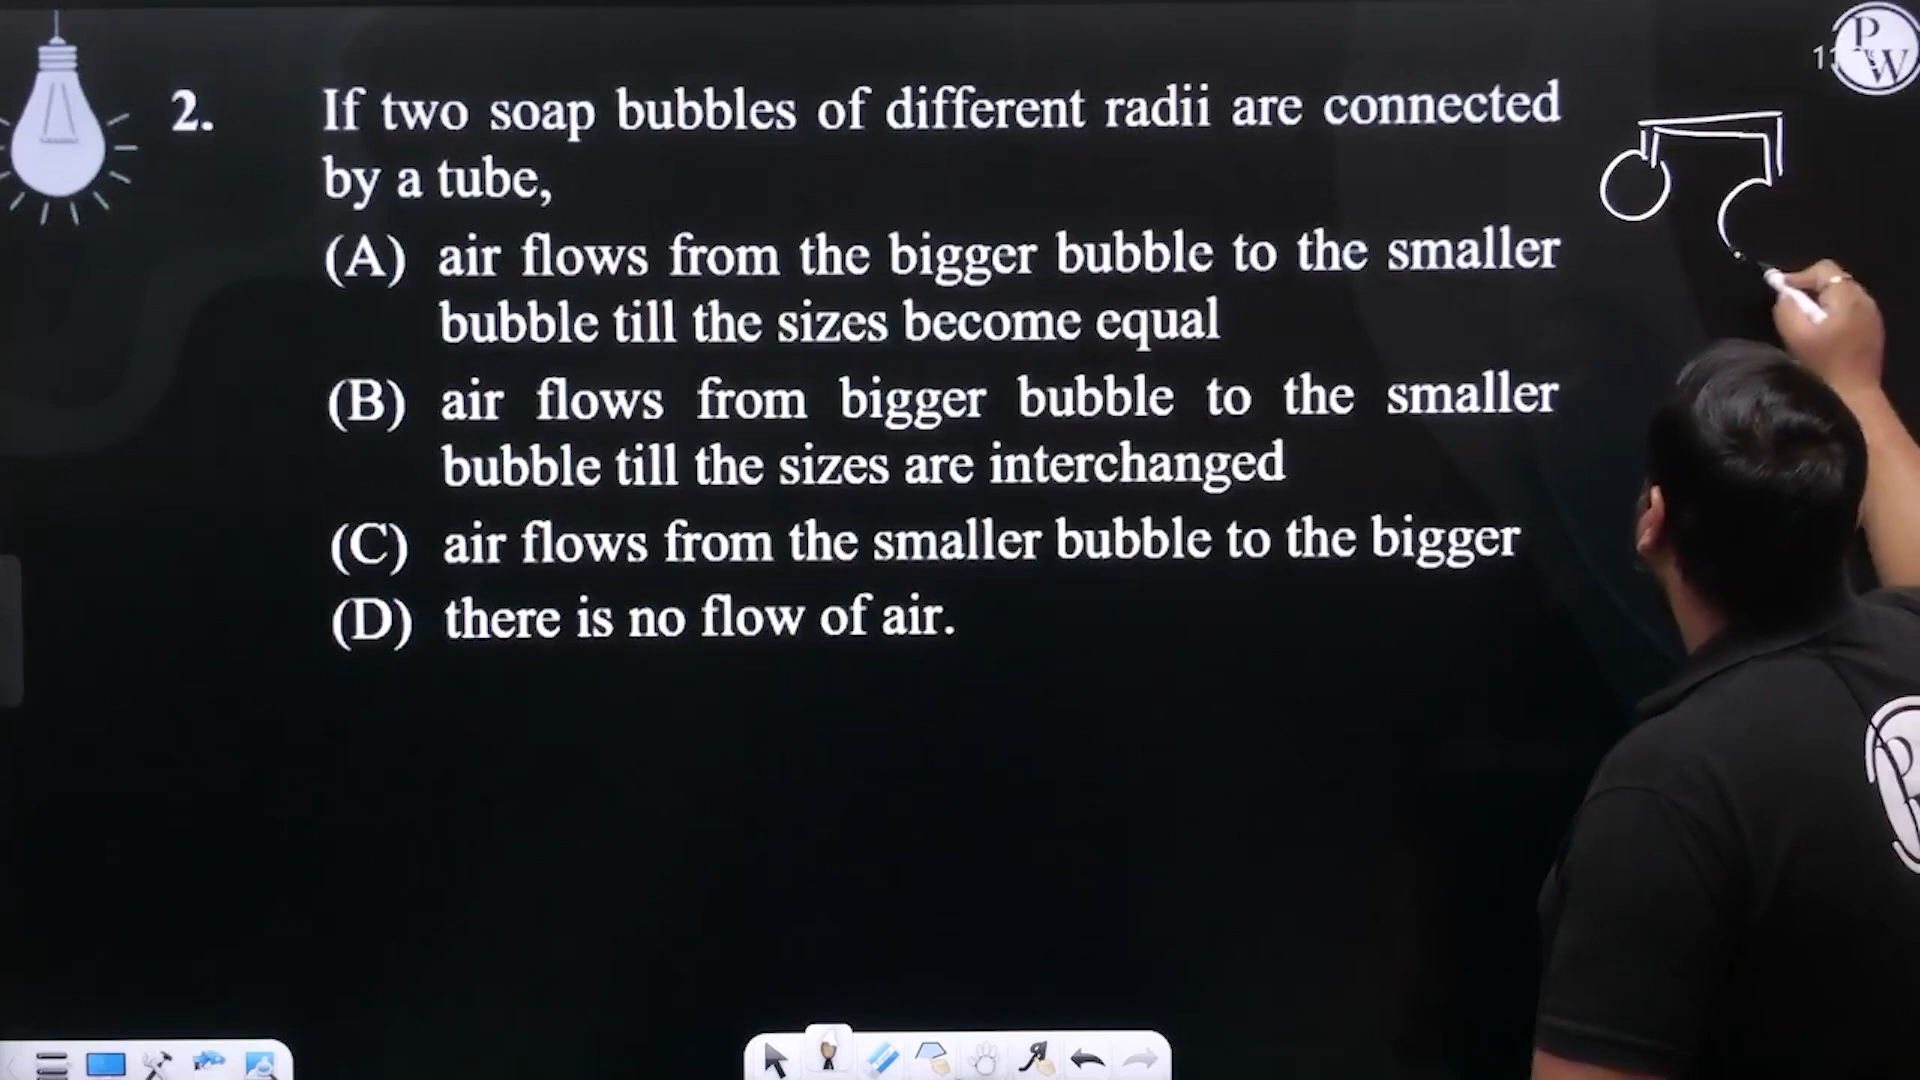 2. If two soap bubbles of different radii are connected
by a tube,
(A) air flows from the bigger bubble to the smaller
bubble till the sizes become equal
(B) air flows from bigger bubble to the smaller
bubble till the sizes are interchanged
(C) air flows from the smaller bubble to the bigger
(D) there is no flow of air.
PW